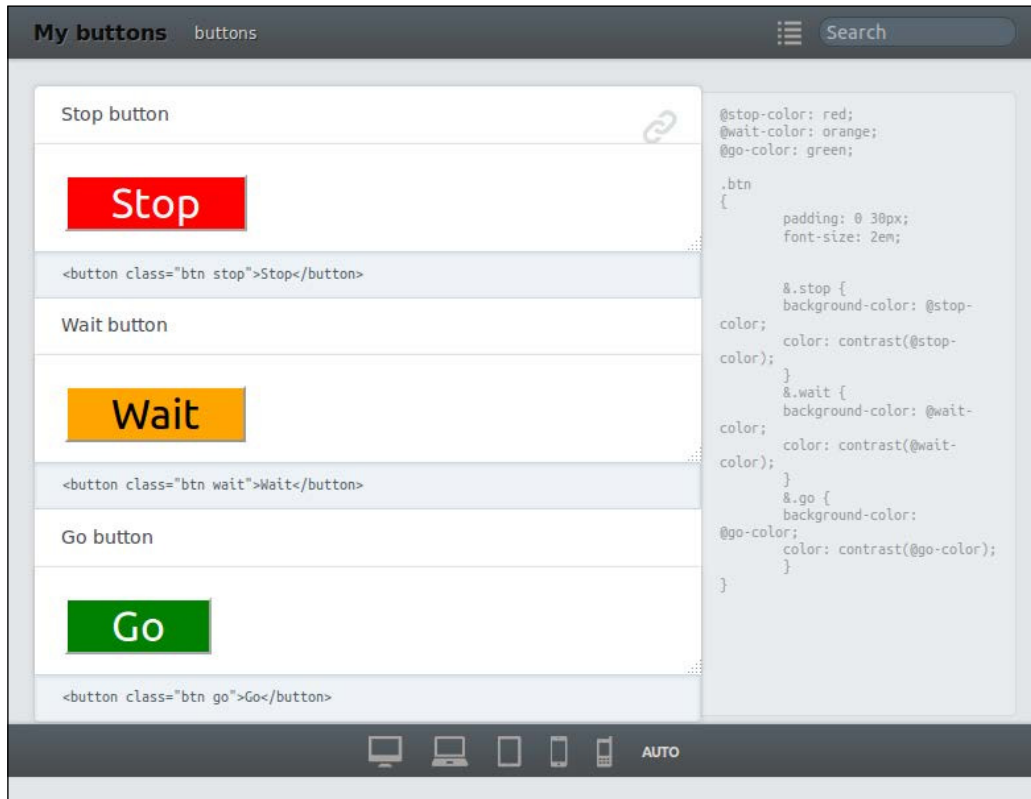 My buttons buttons Search
Stop button
Stop
<button class="btn stop">Stop</button>
Wait button
Wait
<button class="btn wait">Wait</button>
Go button
Go
<button class="btn go">Go</button>
@stop-color: red;
@wait-color: orange;
@go-color: green;
.btn
{
padding: 0 30px;
font-size: 2em;
&.stop {
background-color: @stop-
color;
color: contrast(@stop-
color);
}
&.wait {
background-color: @wait-
color;
color: contrast(@wait-
color);
}
&.go {
background-color:
@go-color;
color: contrast(@go-color);
}
}
AUTO